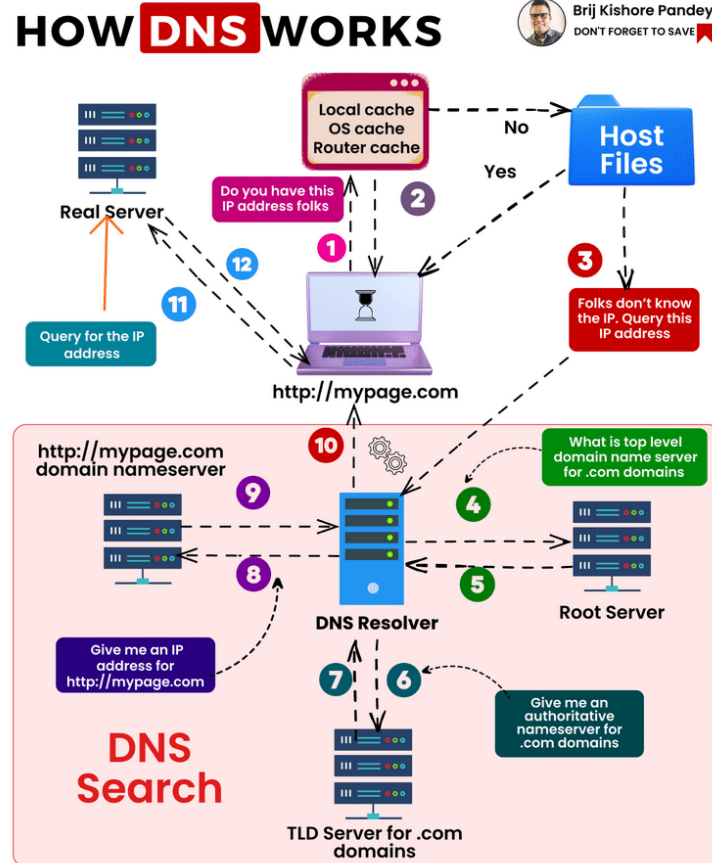 HOW DNS WORKS
Brij Kishore Pandey
DON'T FORGET TO SAVE
Local cache
OS cache
Router cache
No
Yes
Host
Files
Real Server
Do you have this
IP address folks
1
2
3
12
11
Query for the IP
address
Folks don't know
the IP. Query this
IP address
http://mypage.com
10
http://mypage.com
domain nameserver
What is top level
domain name server
for .com domains
9
4
8
5
DNS Resolver
Root Server
Give me an IP
address for
http://mypage.com
7
6
Give me an
authoritative
nameserver for
.com domains
DNS
Search
TLD Server for .com
domains